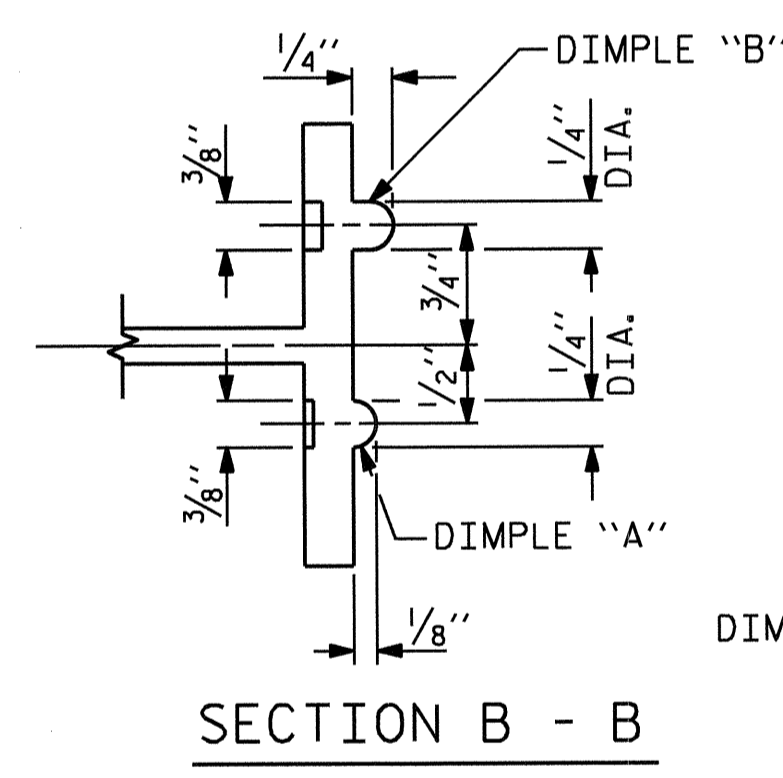 1/4"
DIMPLE "B"
3/8"
1/4" DIA.
3/4"
1/2"
1/4" DIA.
3/8"
DIMPLE "A"
1/8"
DIM
SECTION B - B